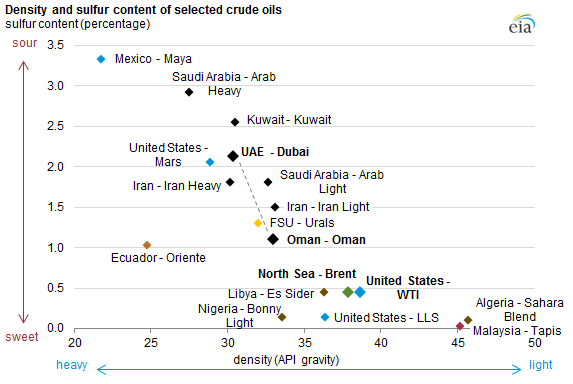 Density and sulfur content of selected crude oils
sulfur content (percentage)
eia
sour
3.5
Mexico - Maya
Saudi Arabia - Arab
Heavy
3.0
Kuwait - Kuwait
2.5
United States -
Mars
UAE - Dubai
2.0
Saudi Arabia - Arab
Light
Iran - Iran Heavy
1.5
Iran - Iran Light
FSU - Urals
Oman - Oman
1.0
Ecuador - Oriente
North Sea - Brent
United States -
WTI
0.5
Libya - Es Sider
Nigeria - Bonny
Light
United States - LLS
Algeria - Sahara
Blend
Malaysia - Tapis
0.0
sweet
20
25
30
35
40
45
50
heavy
density (API gravity)
light